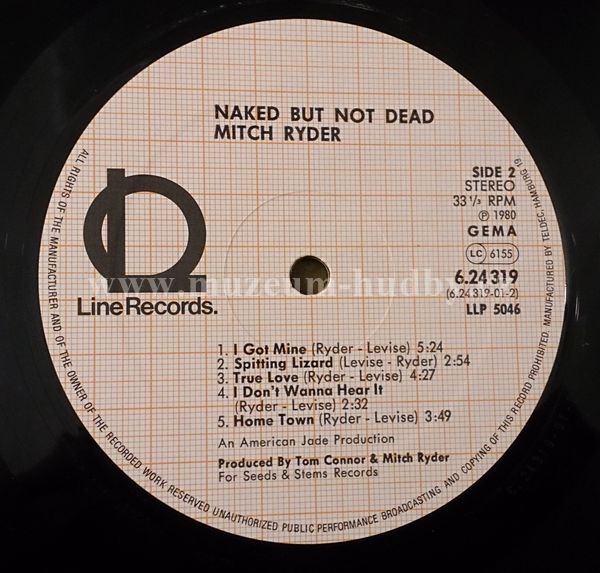 NAKED BUT NOT DEAD
MITCH RYDER
SIDE 2
STEREO
33 1/3 RPM
Ⓟ 1980
GEMA
LC 6155
6.24319
(6.24 319-01-2)
LLP 5046
LineRecords.
www.muzeum-hudby.
1. I Got Mine (Ryder - Levise) 5:24
2. Spitting Lizard (Levise - Ryder) 2:54
3. True Love (Ryder - Levise) 4:27
4. I Don't Wanna Hear It
(Ryder - Levise) 2:32
5. Home Town (Ryder - Levise) 3:49
An American Jade Production
Produced By Tom Connor & Mitch Ryder
For Seeds & Stems Records
ALL RIGHTS OF THE MANUFACTURER AND OF THE OWNER OF THE RECORDED WORK RESERVED UNAUTHORIZED PUBLIC PERFORMANCE BROADCASTING AND COPYING OF THIS RECORD PROHIBITED. MANUFACTURED BY TELDEC, HAMBURG 19